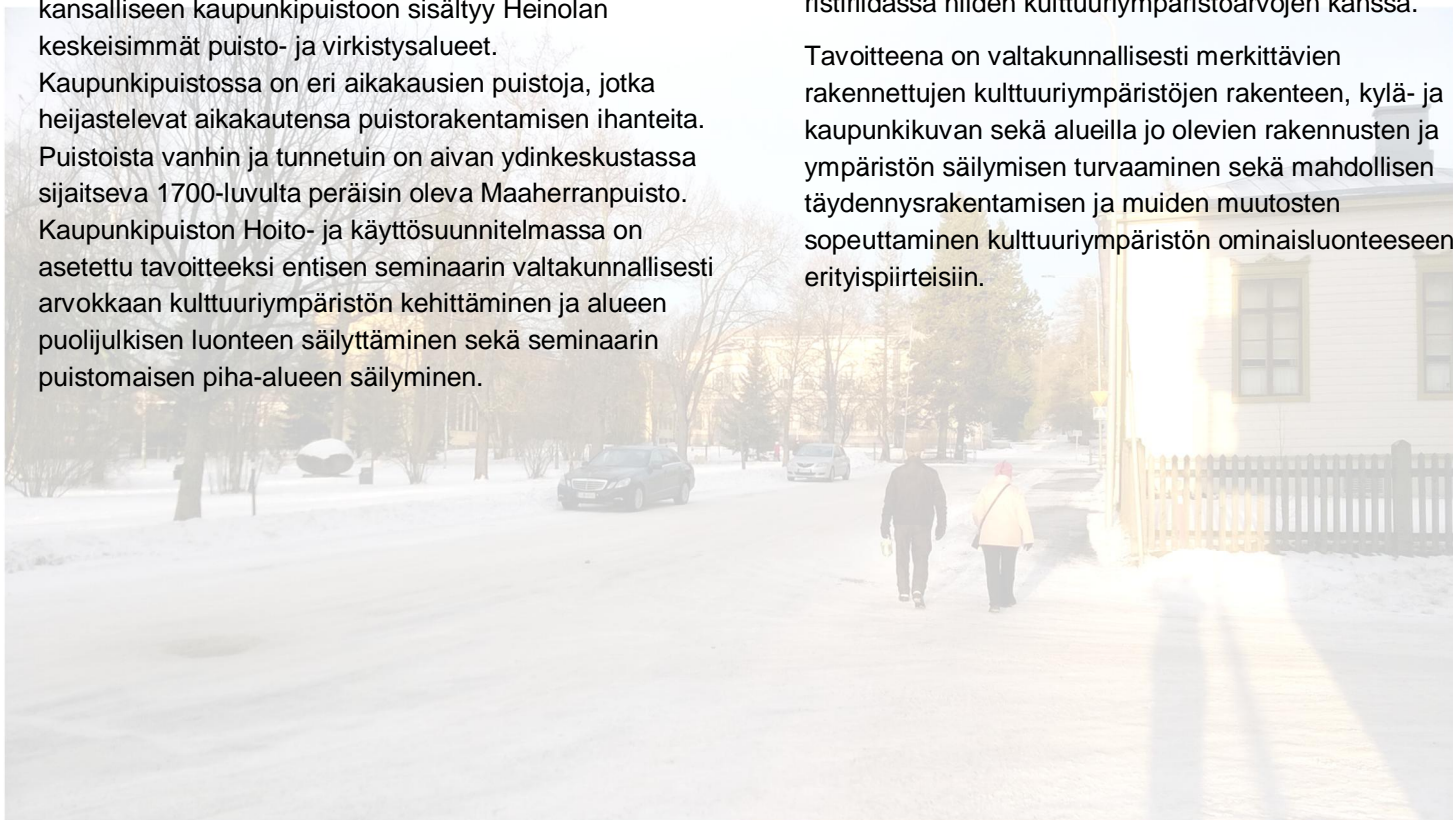 kansalliseen kaupunkipuistoon sisältyy Heinolan
keskeisimmät puisto- ja virkistysalueet.
Kaupunkipuistossa on eri aikakausien puistoja, jotka
heijastelevat aikakautensa puistorakentamisen ihanteita.
Puistoista vanhin ja tunnetuin on aivan ydinkeskustassa
sijaitseva 1700-luvulta peräisin oleva Maaherranpuisto.
Kaupunkipuiston Hoito- ja käyttösuunnitelmassa on
asetettu tavoitteeksi entisen seminaarin valtakunnallisesti
arvokkaan kulttuuriympäristön kehittäminen ja alueen
puolijulkisen luonteen säilyttäminen sekä seminaarin
puistomaisen piha-alueen säilyminen.
ristiriidassa niiden kulttuuriympäristöarvojen kanssa.
Tavoitteena on valtakunnallisesti merkittävien
rakennettujen kulttuuriympäristöjen rakenteen, kylä- ja
kaupunkikuvan sekä alueilla jo olevien rakennusten ja
ympäristön säilymisen turvaaminen sekä mahdollisen
täydennysrakentamisen ja muiden muutosten
sopeuttaminen kulttuuriympäristön ominaisluonteeseen
erityispiirteisiin.